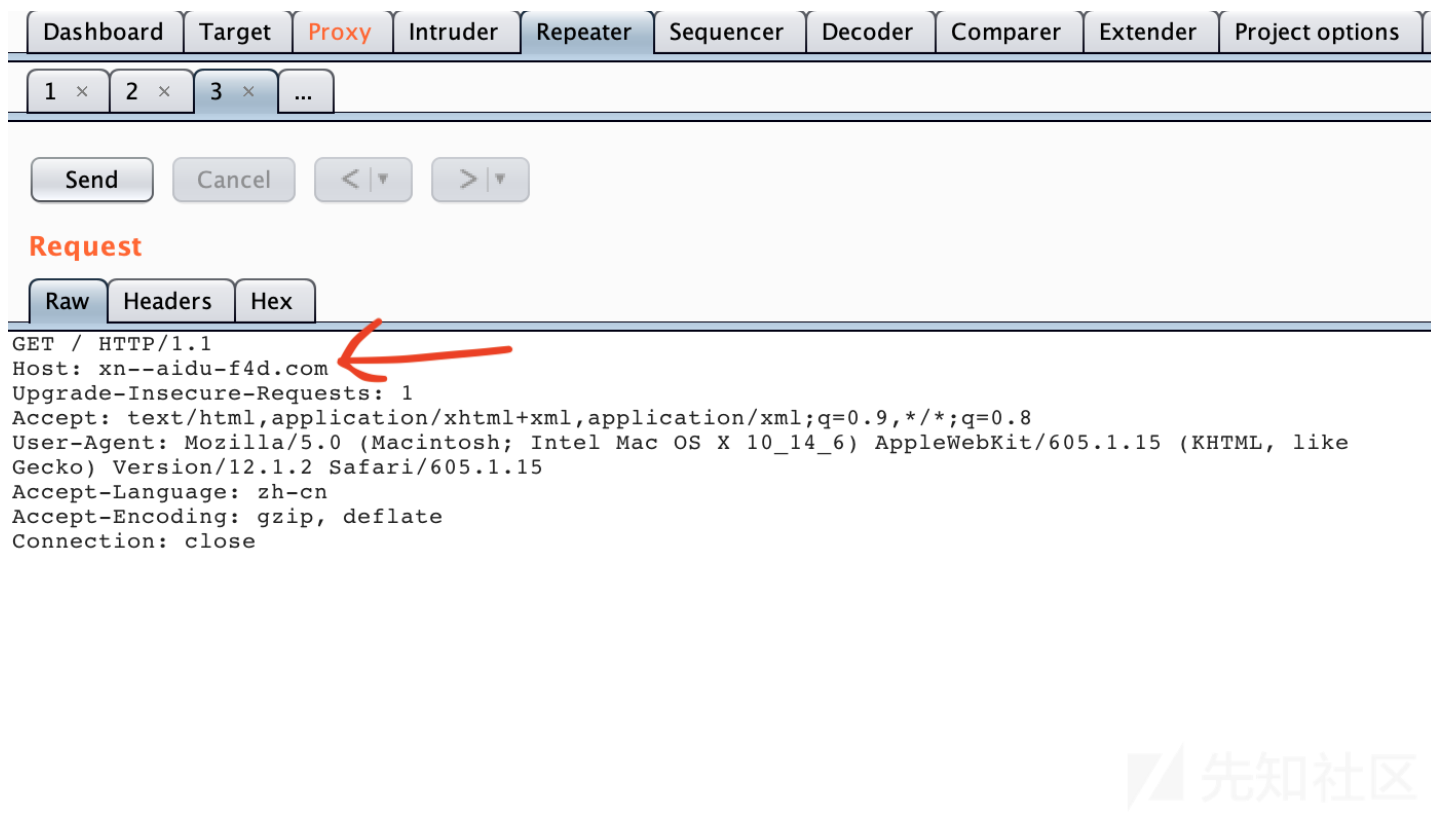 Dashboard Target Proxy Intruder Repeater Sequencer Decoder Comparer Extender Project options
1 × 2 × 3 × ...
Send Cancel < ▼ > ▼
Request
Raw Headers Hex
GET / HTTP/1.1
Host: xn--aidu-f4d.com
Upgrade-Insecure-Requests: 1
Accept: text/html,application/xhtml+xml,application/xml;q=0.9,*/*;q=0.8
User-Agent: Mozilla/5.0 (Macintosh; Intel Mac OS X 10_14_6) AppleWebKit/605.1.15 (KHTML, like
Gecko) Version/12.1.2 Safari/605.1.15
Accept-Language: zh-cn
Accept-Encoding: gzip, deflate
Connection: close
先知社区